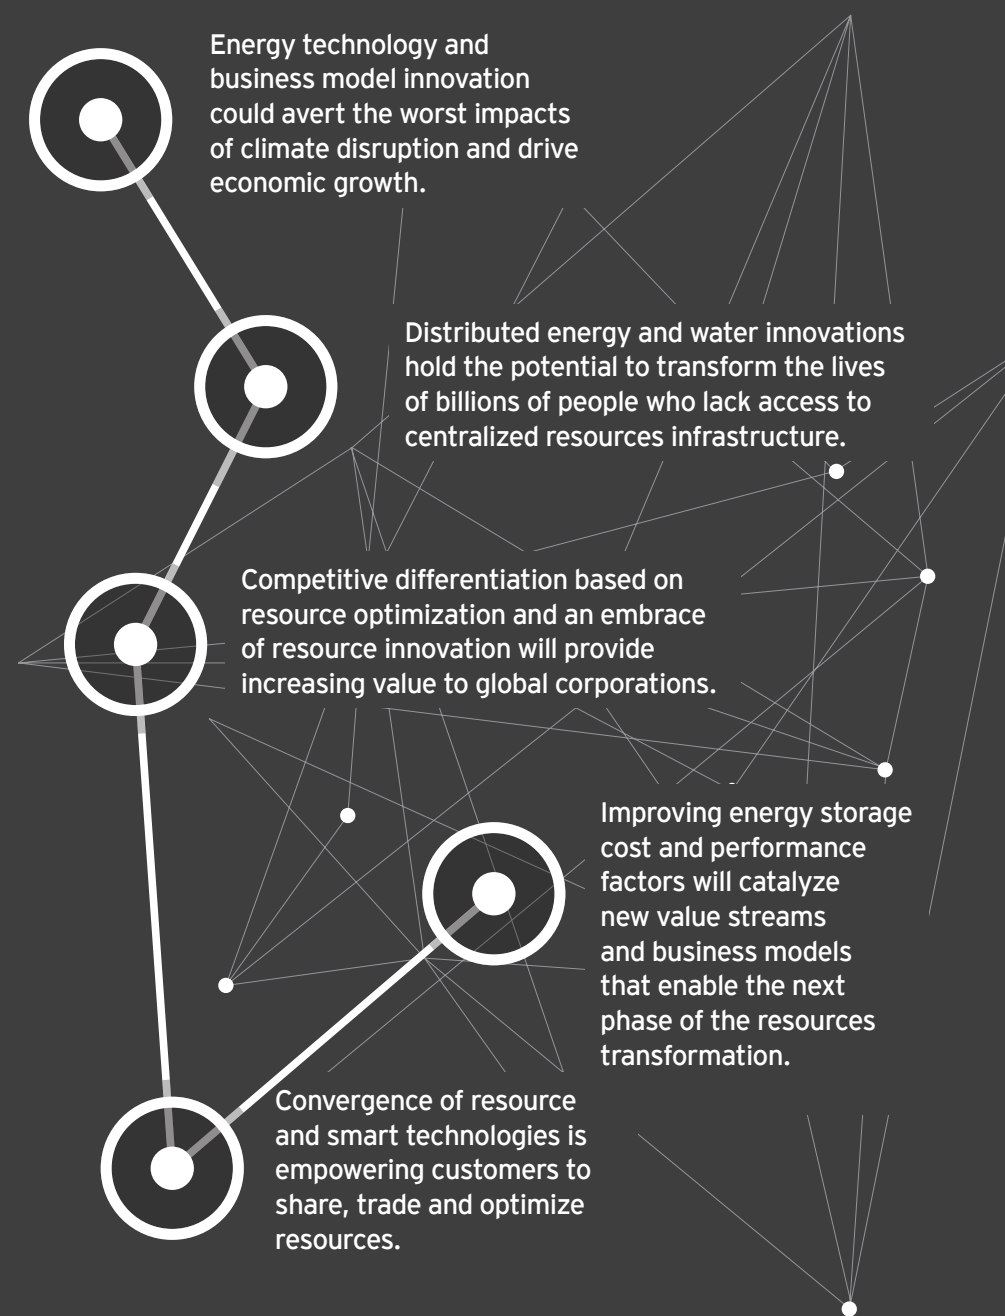 Energy technology and
business model innovation
could avert the worst impacts
of climate disruption and drive
economic growth.
Distributed energy and water innovations
hold the potential to transform the lives
of billions of people who lack access to
centralized resources infrastructure.
Competitive differentiation based on
resource optimization and an embrace
of resource innovation will provide
increasing value to global corporations.
Improving energy storage
cost and performance
factors will catalyze
new value streams
and business models
that enable the next
phase of the resources
transformation.
Convergence of resource
and smart technologies is
empowering customers to
share, trade and optimize
resources.